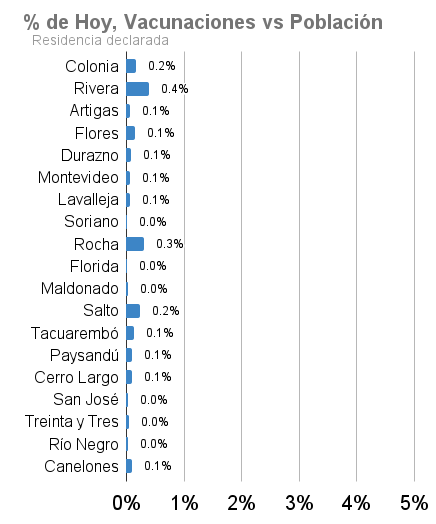 % de Hoy, Vacunaciones vs Población
Residencia declarada
Colonia 0.2%
Rivera 0.4%
Artigas 0.1%
Flores 0.1%
Durazno 0.1%
Montevideo 0.1%
Lavalleja 0.1%
Soriano 0.0%
Rocha 0.3%
Florida 0.0%
Maldonado 0.0%
Salto 0.2%
Tacuarembó 0.1%
Paysandú 0.1%
Cerro Largo 0.1%
San José 0.0%
Treinta y Tres 0.0%
Río Negro 0.0%
Canelones 0.1%
0% 1% 2% 3% 4% 5%